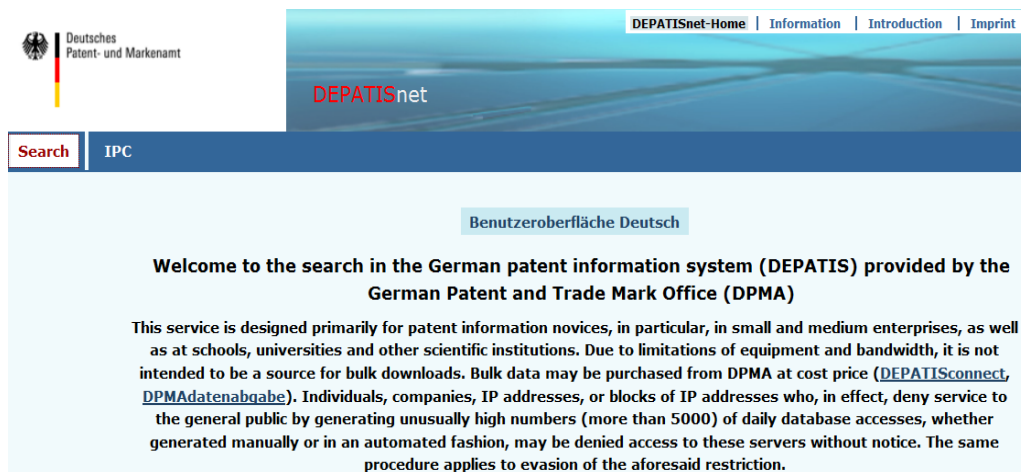 Deutsches
Patent- und Markenamt
DEPATISnet-Home | Information | Introduction | Imprint
DEPATISnet
Search IPC
Benutzeroberfläche Deutsch
Welcome to the search in the German patent information system (DEPATIS) provided by the
German Patent and Trade Mark Office (DPMA)
This service is designed primarily for patent information novices, in particular, in small and medium enterprises, as well
as at schools, universities and other scientific institutions. Due to limitations of equipment and bandwidth, it is not
intended to be a source for bulk downloads. Bulk data may be purchased from DPMA at cost price (DEPATISconnect,
DPMAdatenabgabe). Individuals, companies, IP addresses, or blocks of IP addresses who, in effect, deny service to
the general public by generating unusually high numbers (more than 5000) of daily database accesses, whether
generated manually or in an automated fashion, may be denied access to these servers without notice. The same
procedure applies to evasion of the aforesaid restriction.